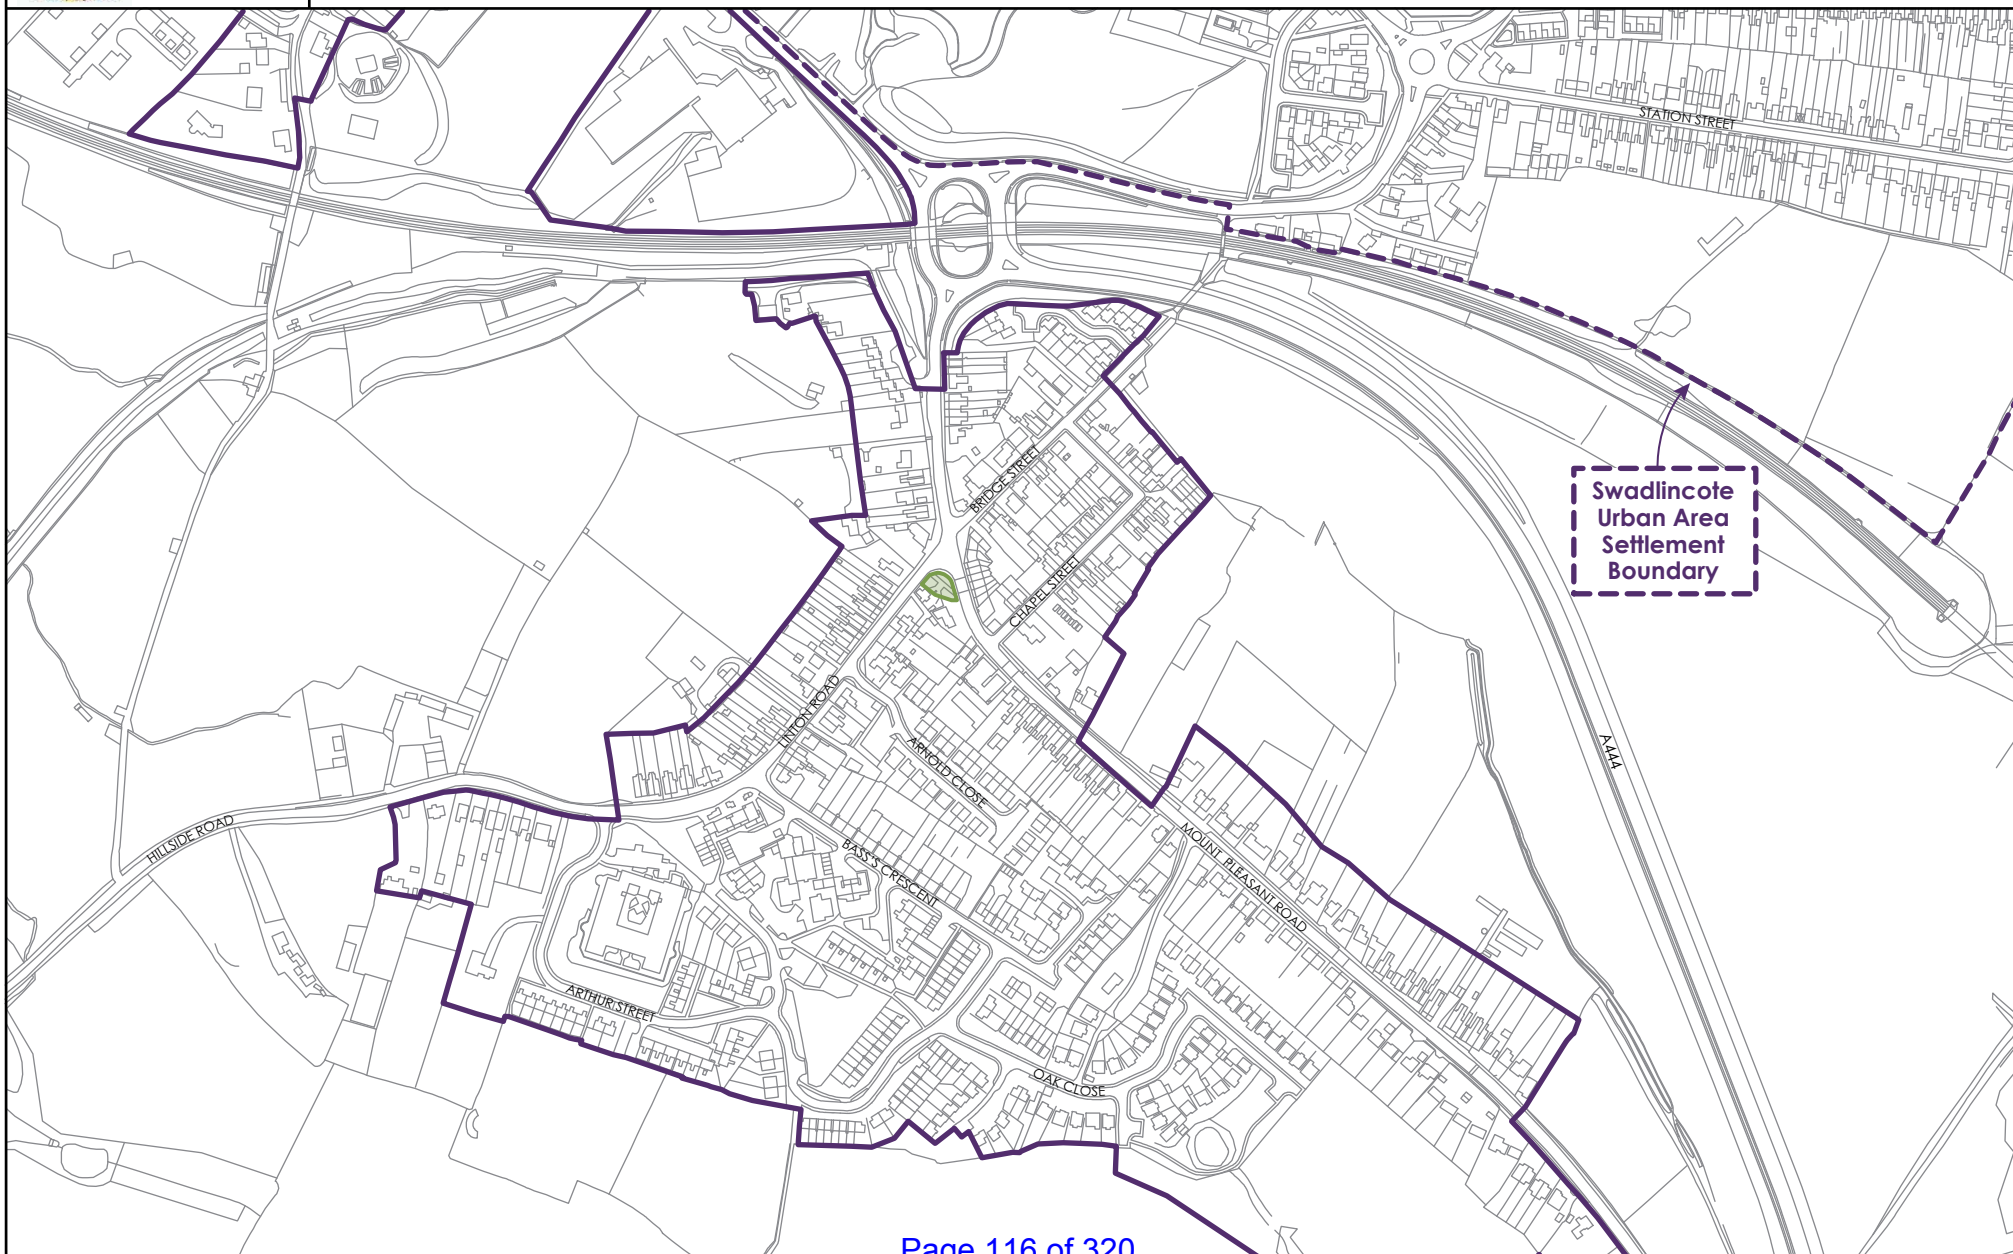 STATION STREET
Swadlincote
Urban Area
Settlement
Boundary
BRIDGE STREET
CHAPEL STREET
LINTON ROAD
ARNOLD CLOSE
A444
HILLSIDE ROAD
BASS'S CRESCENT
MOUNT PLEASANT ROAD
ARTHUR STREET
OAK CLOSE
Page 116 of 320